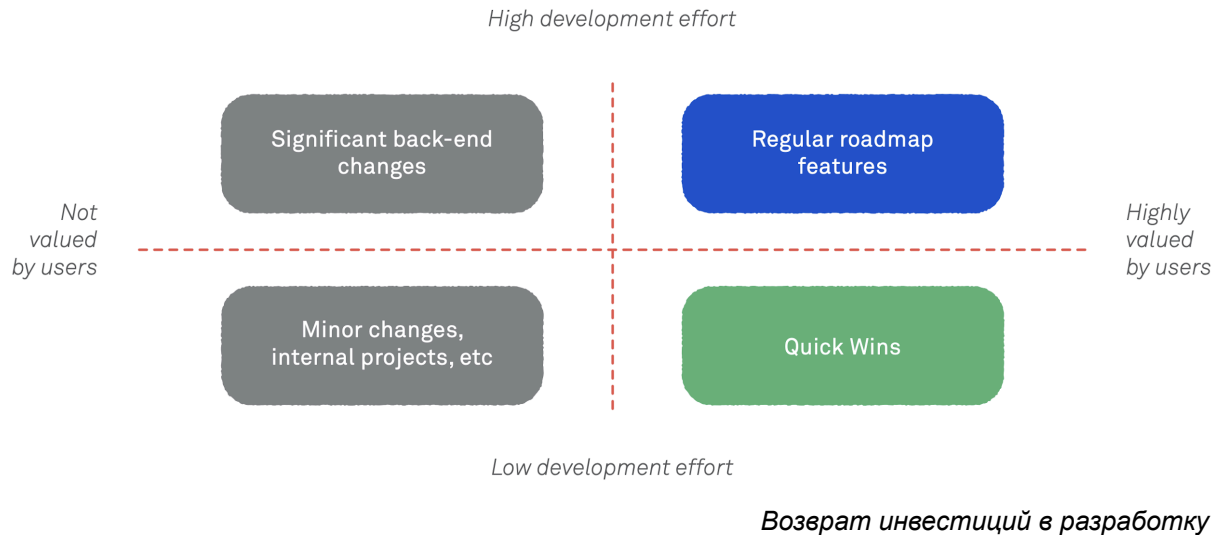 High development effort
Significant back-end
changes
Regular roadmap
features
Not
valued
by users
Highly
valued
by users
Minor changes,
internal projects, etc
Quick Wins
Low development effort
Возврат инвестиций в разработку